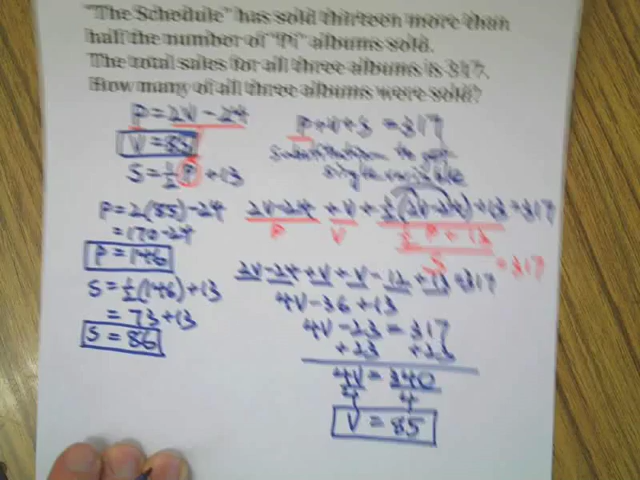 "The Schedule" has sold thirteen more than
half the number of "Pi" albums sold.
The total sales for all three albums is 317.
How many of all three albums were sold?
P = 2V - 24
V = 85
S = ½P + 13
P = 2(85) - 24
= 170 - 24
P = 146
S = ½(146) + 13
= 73 + 13
S = 86
P + V + S = 317
Substitution to get
single variable
2V-24 + V + ½(2V-24) + 13 = 317
P V ½ P + 13
S = 317
2V - 24 + V + V - 12 + 13 = 317
4V - 36 + 13
4V - 23 = 317
+23 +23
4V = 340
4 4
V = 85